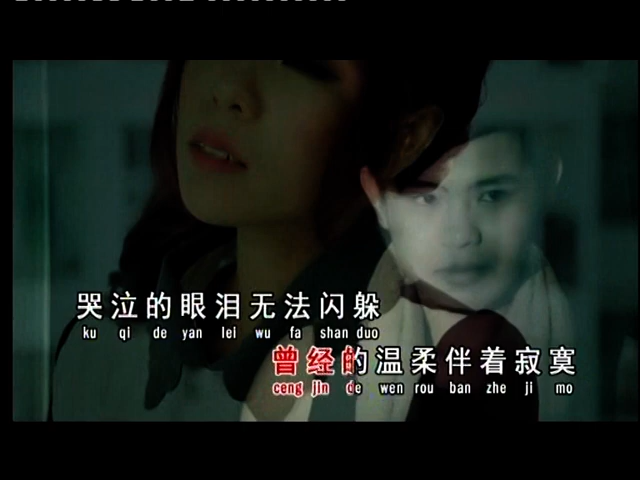 哭泣的眼泪无法闪躲
ku qi de yan lei wu fa shan duo
曾经的温柔伴着寂寞
ceng jin de wen rou ban zhe ji mo